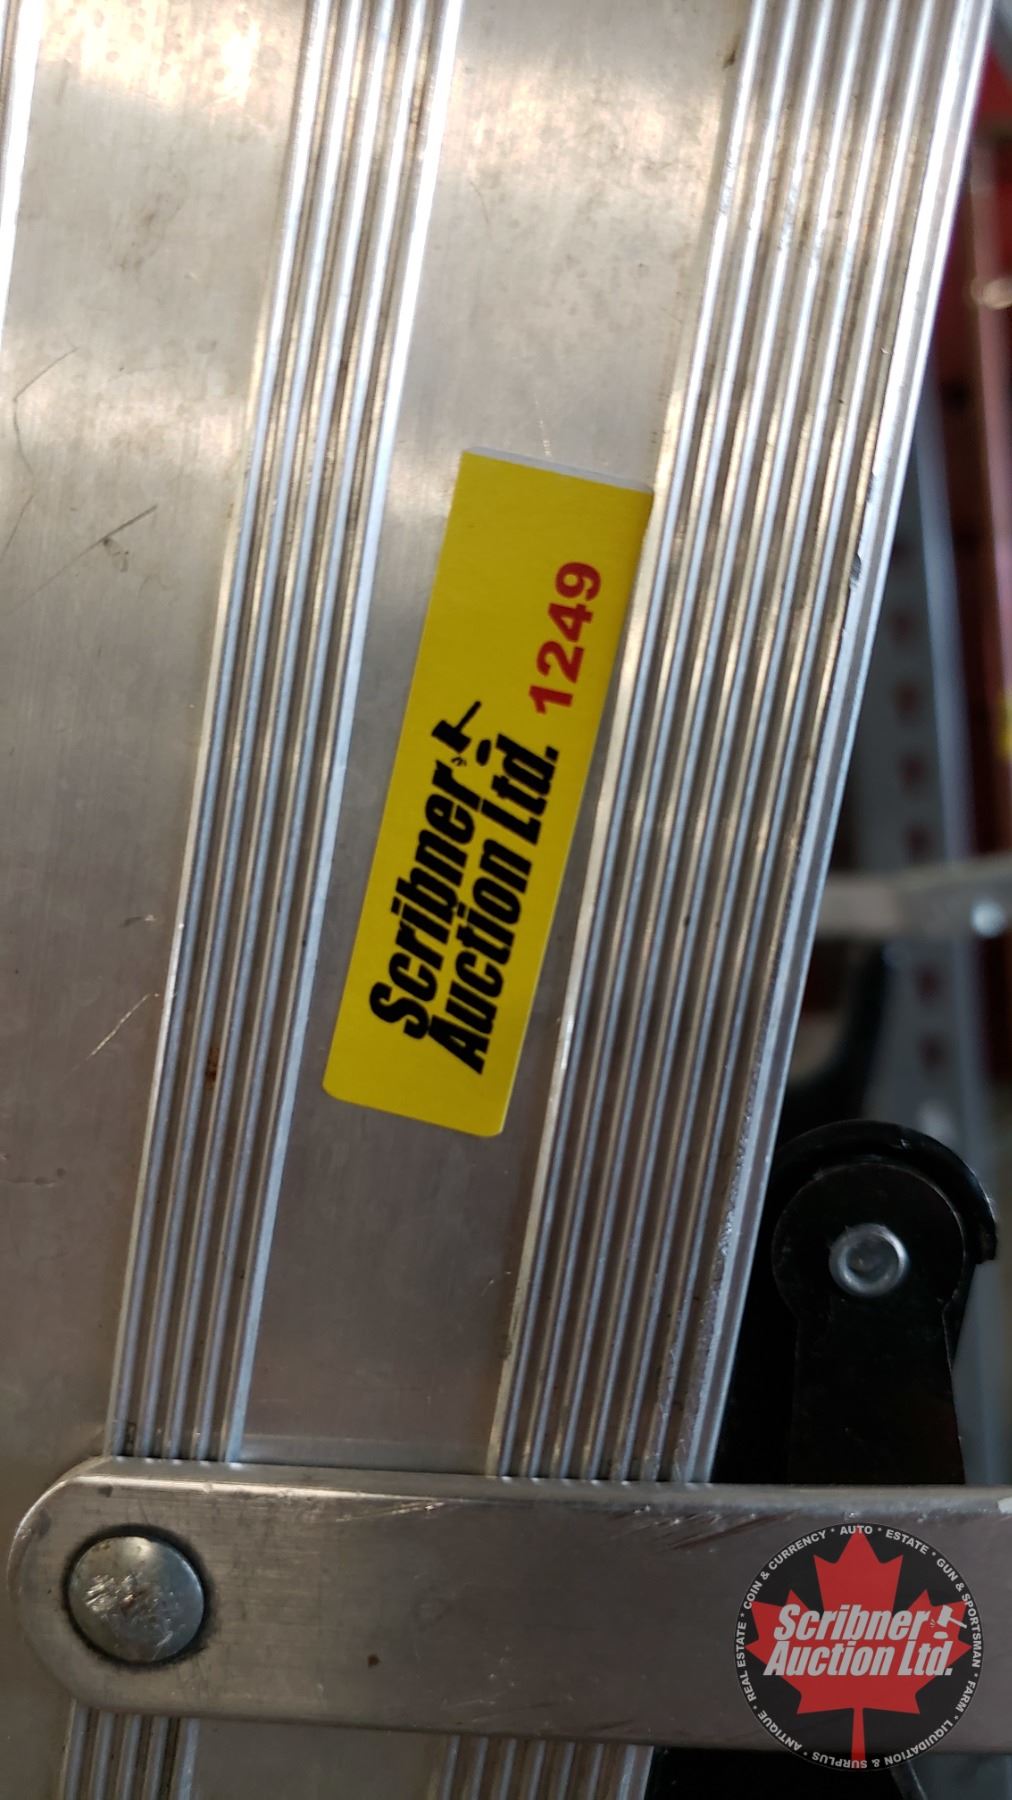 Scribner
Auction Ltd. 1249
COIN & CURRENCY * AUTO * ESTATE * GUN & SPORTSMAN * FARM * LIQUIDATION & SURPLUS * ANTIQUE * REAL ESTATE *
Scribner
Auction Ltd.